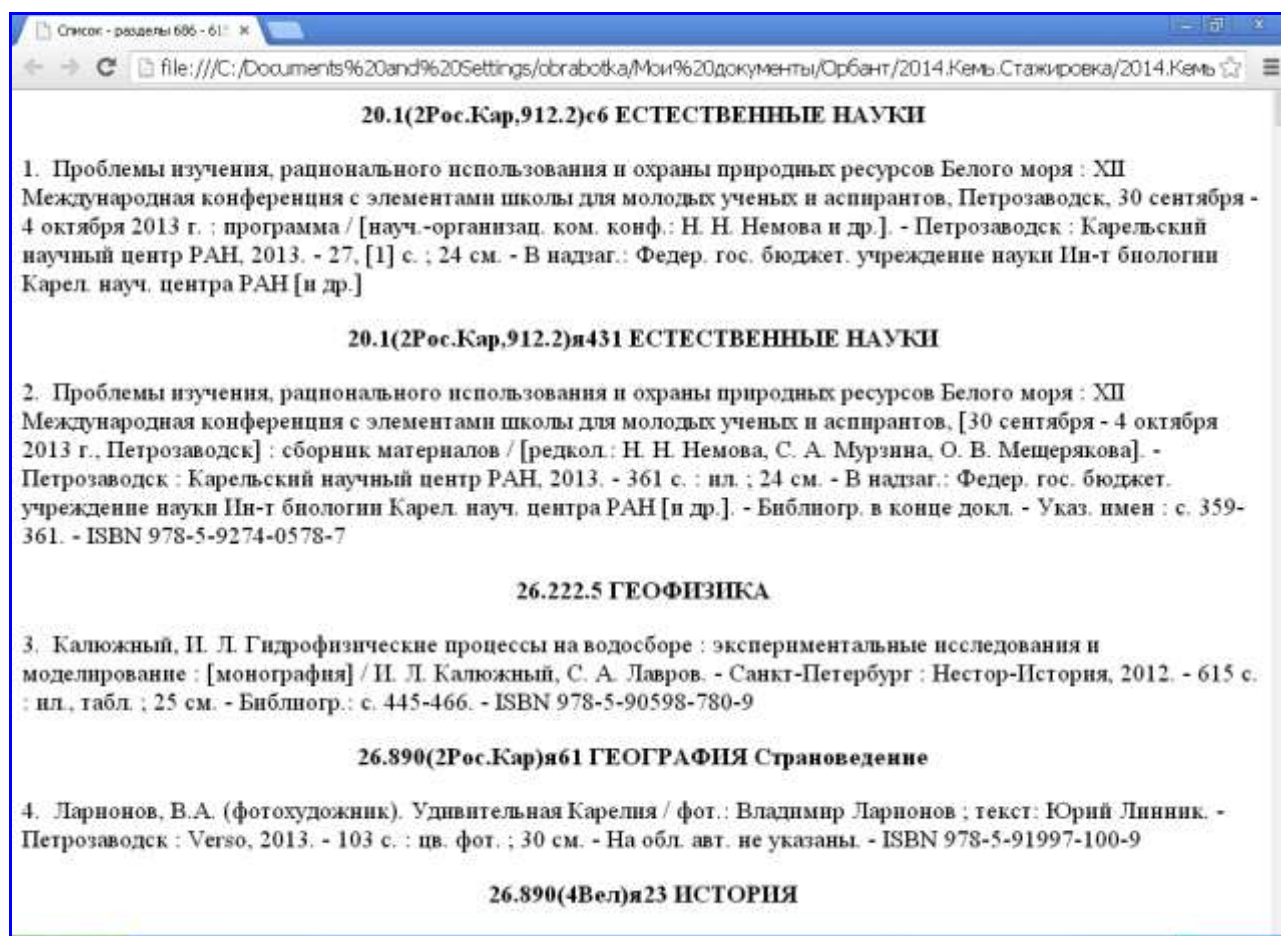 Список - разделы 686 - 61
file:///C:/Documents%20and%20Settings/obrabotka/Мои%20документы/Орбант/2014.Кемь.Стажировка/2014.Кемь
20.1(2Рос.Кар,912.2)с6 ЕСТЕСТВЕННЫЕ НАУКИ
1. Проблемы изучения, рационального использования и охраны природных ресурсов Белого моря : XII
Международная конференция с элементами школы для молодых ученых и аспирантов, Петрозаводск, 30 сентября -
4 октября 2013 г. : программа / [науч.-организац. ком. конф.: Н. Н. Немова и др.]. - Петрозаводск : Карельский
научный центр РАН, 2013. - 27, [1] с. ; 24 см. - В надзаг.: Федер. гос. бюджет. учреждение науки Ин-т биологии
Карел. науч. центра РАН [и др.]
20.1(2Рос.Кар,912.2)я431 ЕСТЕСТВЕННЫЕ НАУКИ
2. Проблемы изучения, рационального использования и охраны природных ресурсов Белого моря : XII
Международная конференция с элементами школы для молодых ученых и аспирантов, [30 сентября - 4 октября
2013 г., Петрозаводск] : сборник материалов / [редкол.: Н. Н. Немова, С. А. Мурзина, О. В. Мещерякова]. -
Петрозаводск : Карельский научный центр РАН, 2013. - 361 с. : ил. ; 24 см. - В надзаг.: Федер. гос. бюджет.
учреждение науки Ин-т биологии Карел. науч. центра РАН [и др.]. - Библиогр. в конце докл. - Указ. имен : с. 359-
361. - ISBN 978-5-9274-0578-7
26.222.5 ГЕОФИЗИКА
3. Калюжный, И. Л. Гидрофизические процессы на водосборе : экспериментальные исследования и
моделирование : [монография] / И. Л. Калюжный, С. А. Лавров. - Санкт-Петербург : Нестор-История, 2012. - 615 с.
: ил., табл. ; 25 см. - Библиогр.: с. 445-466. - ISBN 978-5-90598-780-9
26.890(2Рос.Кар)я61 ГЕОГРАФИЯ Страноведение
4. Ларионов, В.А. (фотохудожник). Удивительная Карелия / фот.: Владимир Ларионов ; текст: Юрий Линник. -
Петрозаводск : Verso, 2013. - 103 с. : цв. фот. ; 30 см. - На обл. авт. не указаны. - ISBN 978-5-91997-100-9
26.890(4Вел)я23 ИСТОРИЯ